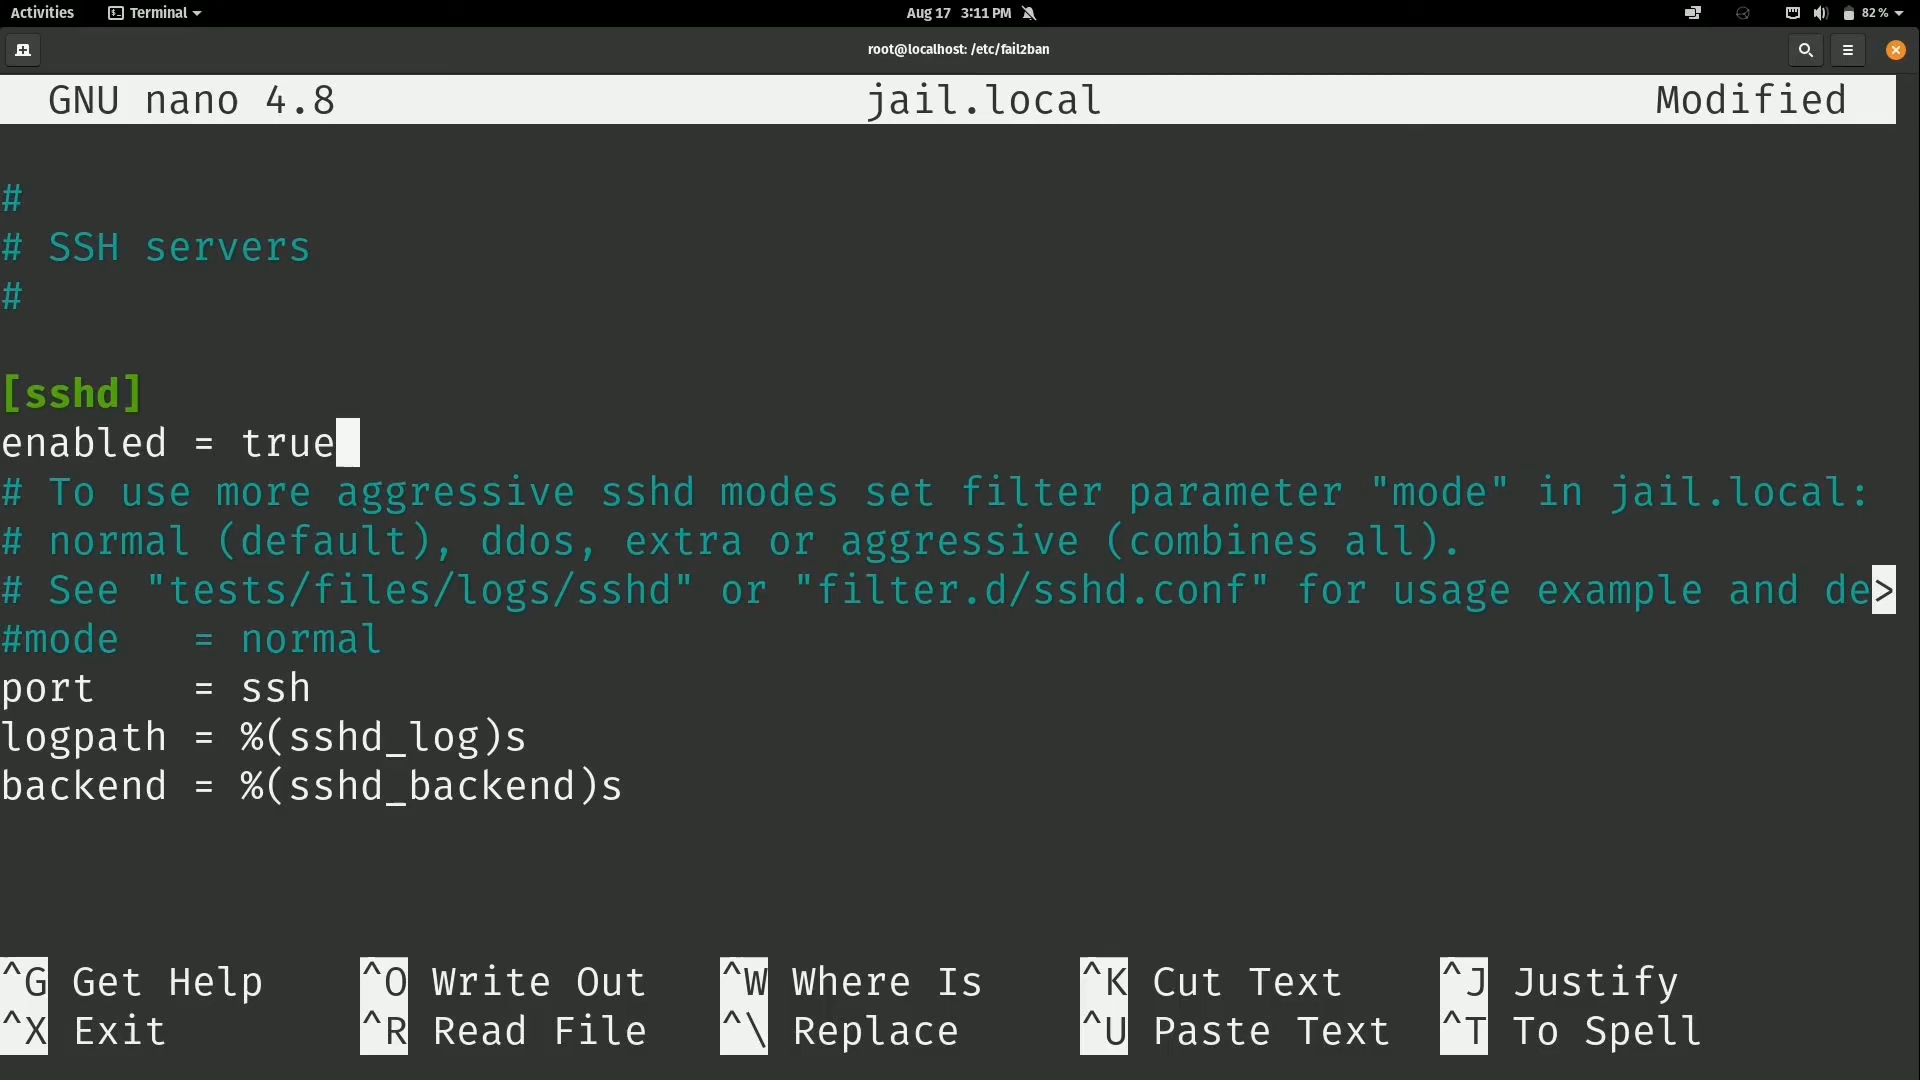 Activities Terminal Aug 17 3:11 PM 82 %
root@localhost: /etc/fail2ban
GNU nano 4.8 jail.local Modified
#
# SSH servers
#
[sshd]
enabled = true
# To use more aggressive sshd modes set filter parameter "mode" in jail.local:
# normal (default), ddos, extra or aggressive (combines all).
# See "tests/files/logs/sshd" or "filter.d/sshd.conf" for usage example and de>
#mode   = normal
port    = ssh
logpath = %(sshd_log)s
backend = %(sshd_backend)s
^G Get Help ^O Write Out ^W Where Is ^K Cut Text ^J Justify
^X Exit ^R Read File ^\ Replace ^U Paste Text ^T To Spell